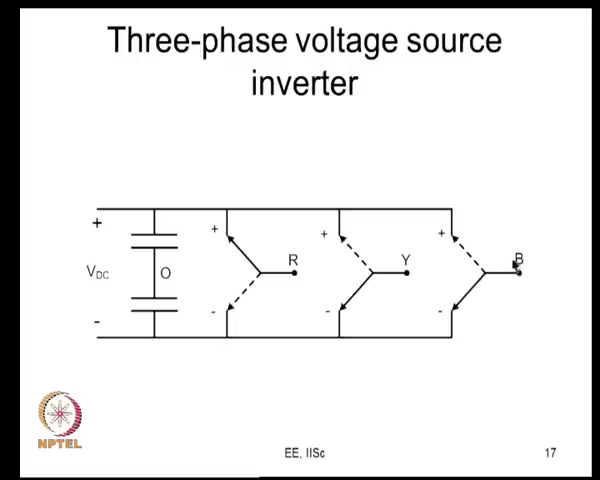 Three-phase voltage source
inverter
+
+
+
+
R
Y
B
VDC
O
-
-
-
-
NPTEL
EE, IISc
17